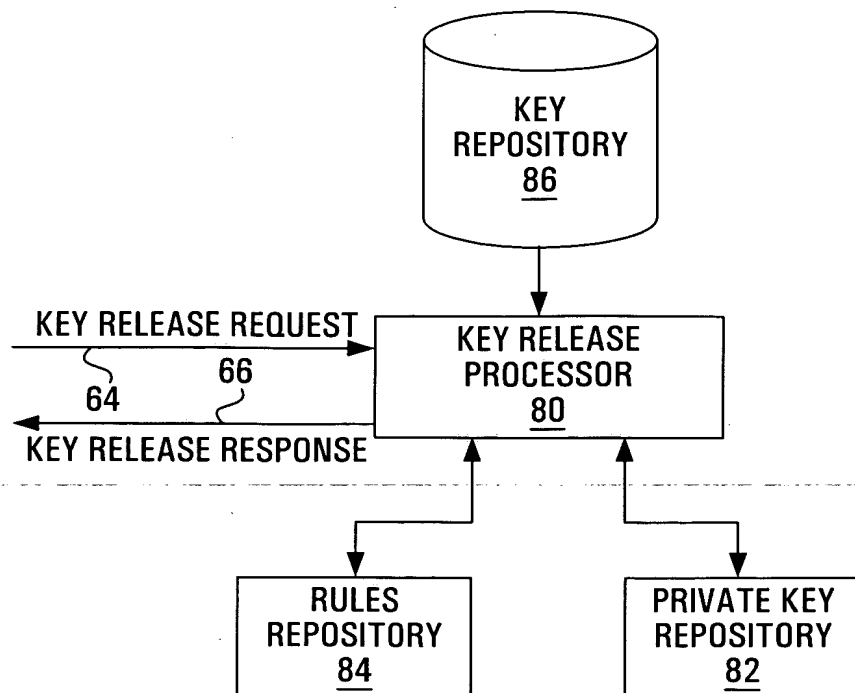 KEY
REPOSITORY
86
KEY RELEASE REQUEST
64
66
KEY RELEASE RESPONSE
KEY RELEASE
PROCESSOR
80
RULES
REPOSITORY
84
PRIVATE KEY
REPOSITORY
82